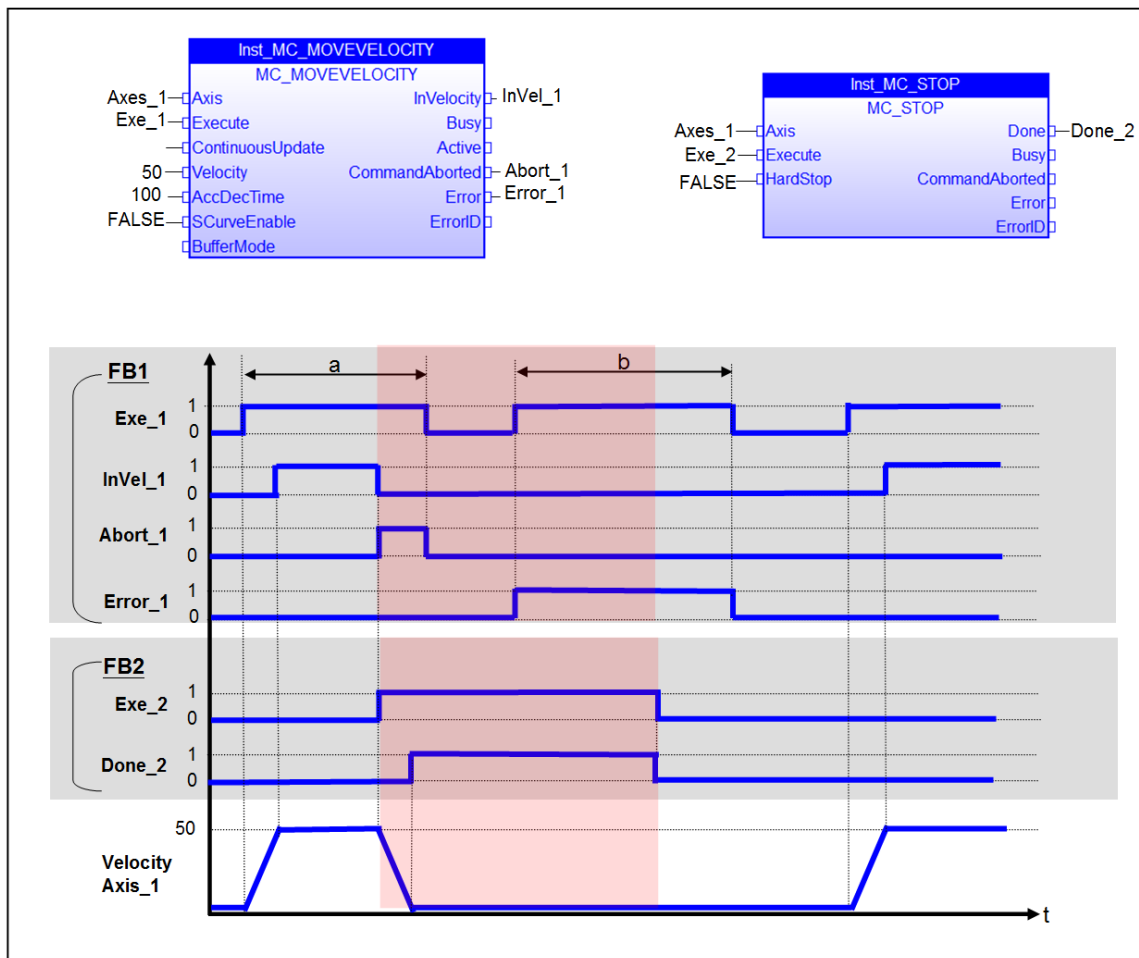 Inst_MC_MOVEVELOCITY
MC_MOVEVELOCITY
Axes_1 Axis InVelocity InVel_1
Exe_1 Execute Busy
ContinuousUpdate Active
50 Velocity CommandAborted Abort_1
100 AccDecTime Error Error_1
FALSE SCurveEnable ErrorID
BufferMode
Inst_MC_STOP
MC_STOP
Axes_1 Axis Done Done_2
Exe_2 Execute Busy
FALSE HardStop CommandAborted
Error
ErrorID
FB1
a b
1
Exe_1
0
1
InVel_1
0
1
Abort_1
0
1
Error_1
0
FB2
1
Exe_2
0
1
Done_2
0
50
Velocity
Axis_1
t